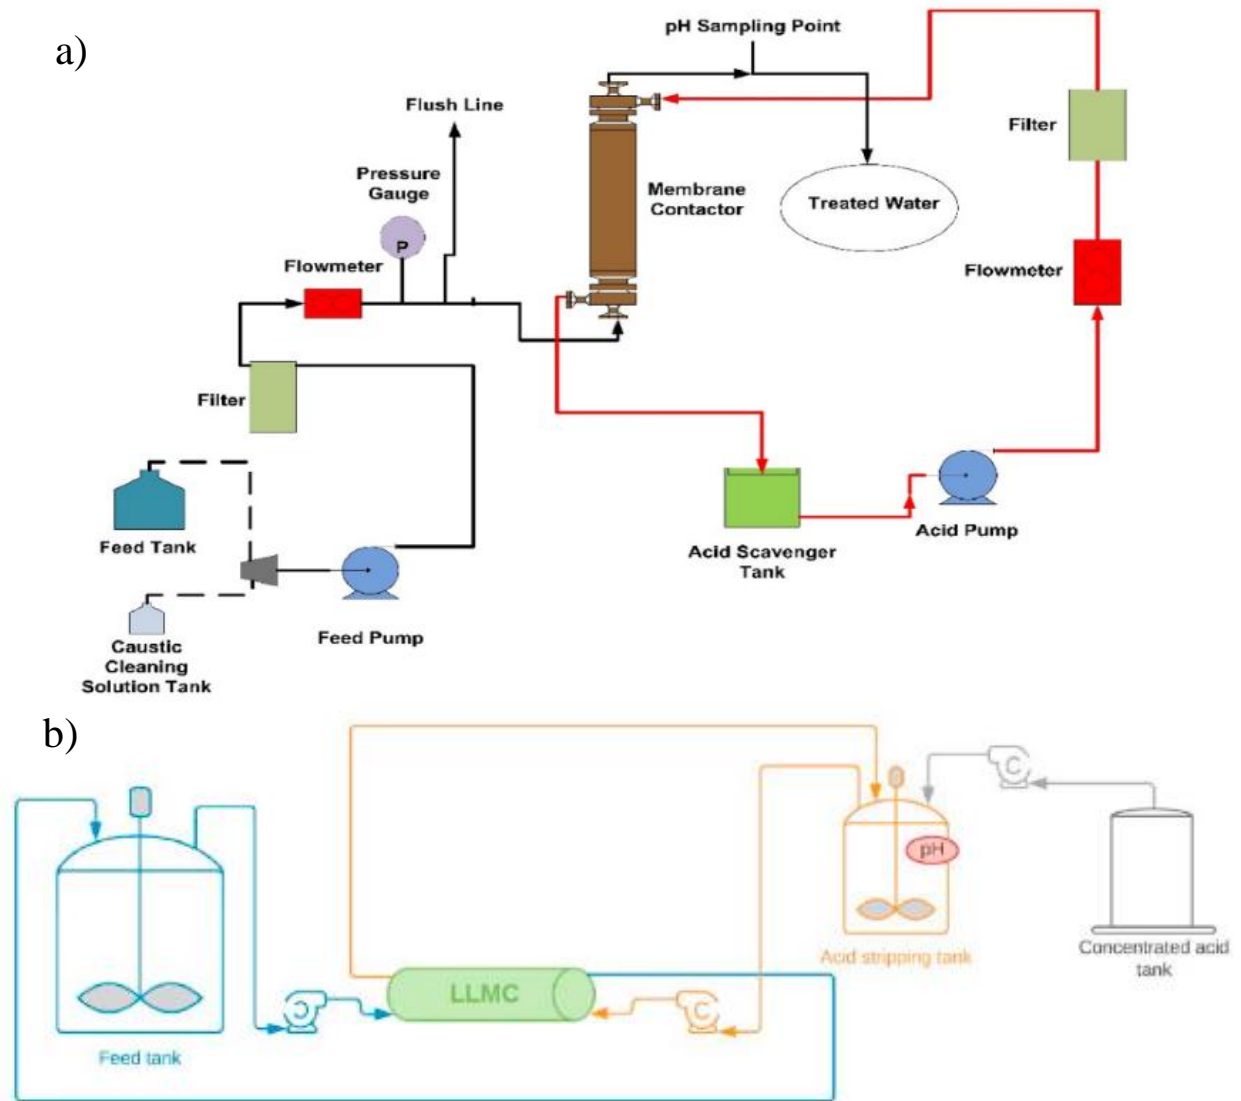 a)
pH Sampling Point
Flush Line
Filter
Pressure
Gauge
P
Membrane
Contactor
Treated Water
Flowmeter
Flowmeter
Filter
Feed Tank
Acid Scavenger
Tank
Acid Pump
Feed Pump
Caustic
Cleaning
Solution Tank
b)
C
pH
Acid stripping tank
Concentrated acid
tank
LLMC
C
C
Feed tank